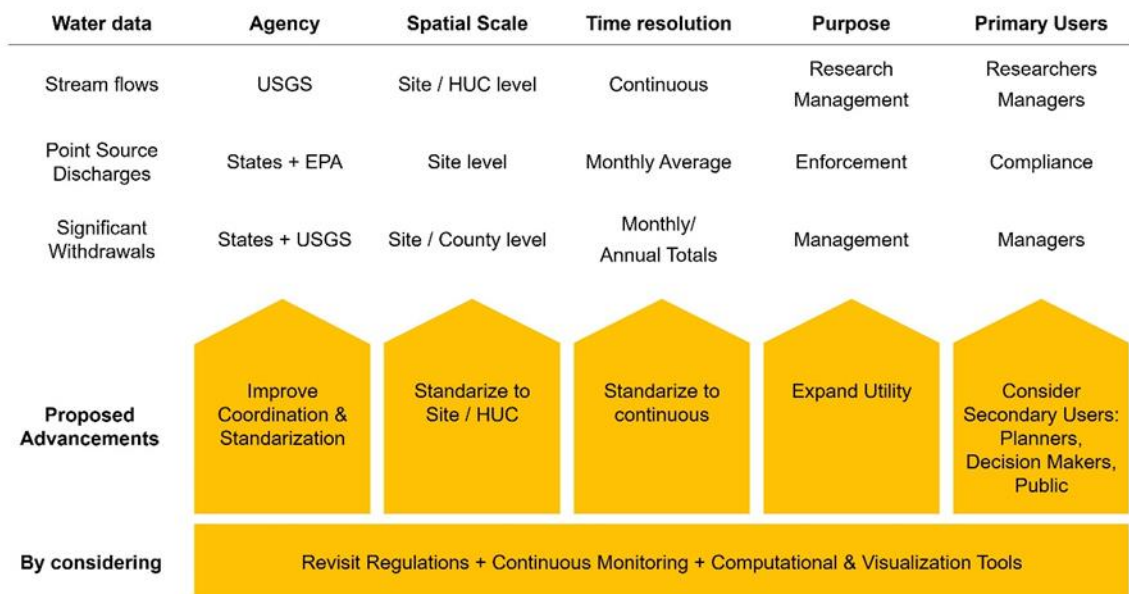 Water data Agency Spatial Scale Time resolution Purpose Primary Users
Stream flows USGS Site / HUC level Continuous Research Management Researchers Managers
Point Source Discharges States + EPA Site level Monthly Average Enforcement Compliance
Significant Withdrawals States + USGS Site / County level Monthly/ Annual Totals Management Managers
Proposed Advancements
Improve
Coordination &
Standarization
Standarize to
Site / HUC
Standarize to
continuous
Expand Utility
Consider
Secondary Users:
Planners,
Decision Makers,
Public
By considering Revisit Regulations + Continuous Monitoring + Computational & Visualization Tools